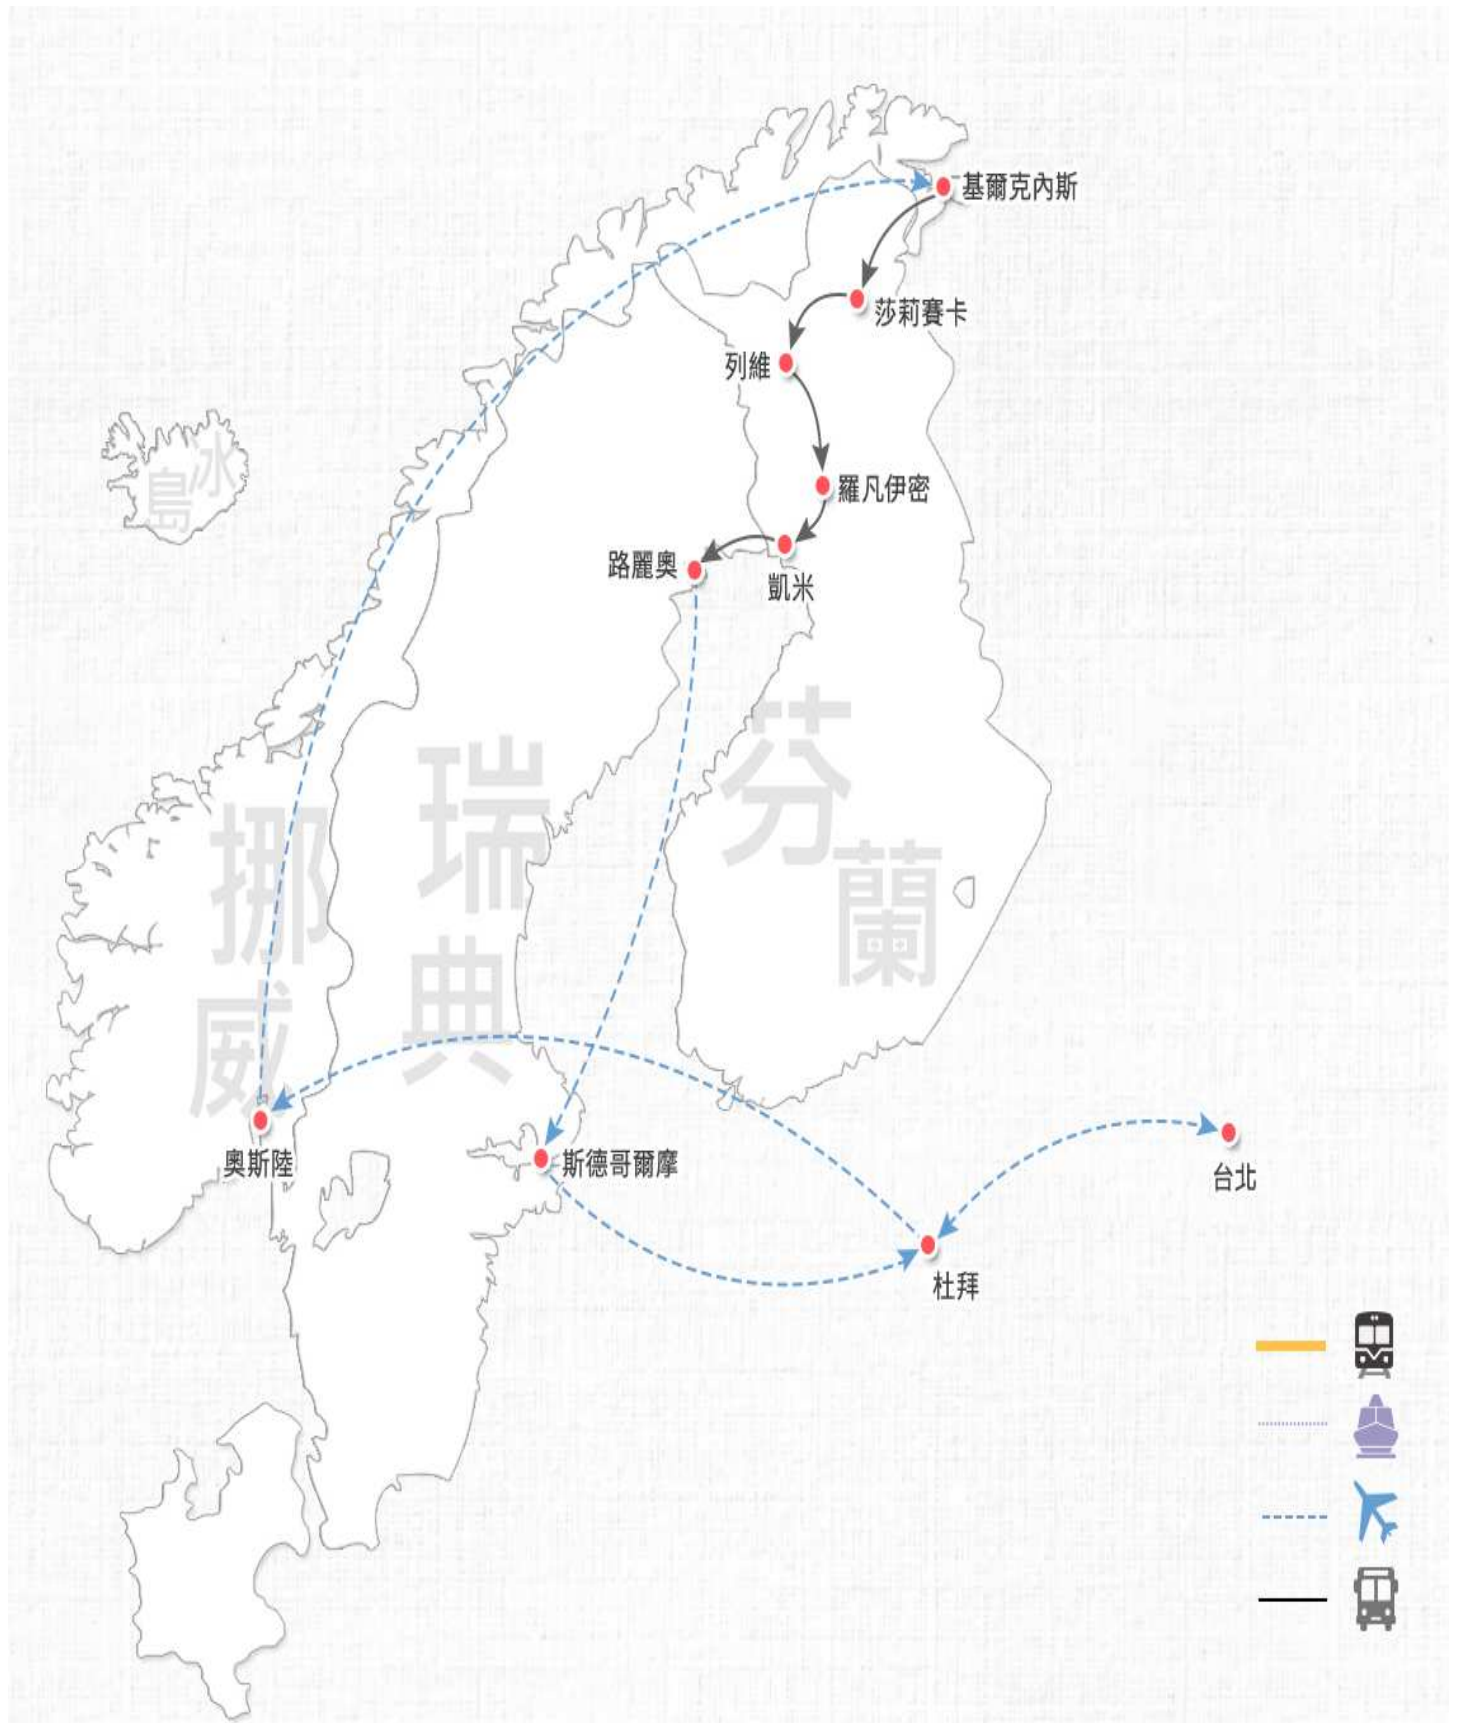 基爾克內斯
莎莉賽卡
列維
冰島
羅凡伊密
路麗奧
凱米
芬蘭
瑞典
挪威
奧斯陸
斯德哥爾摩
台北
杜拜